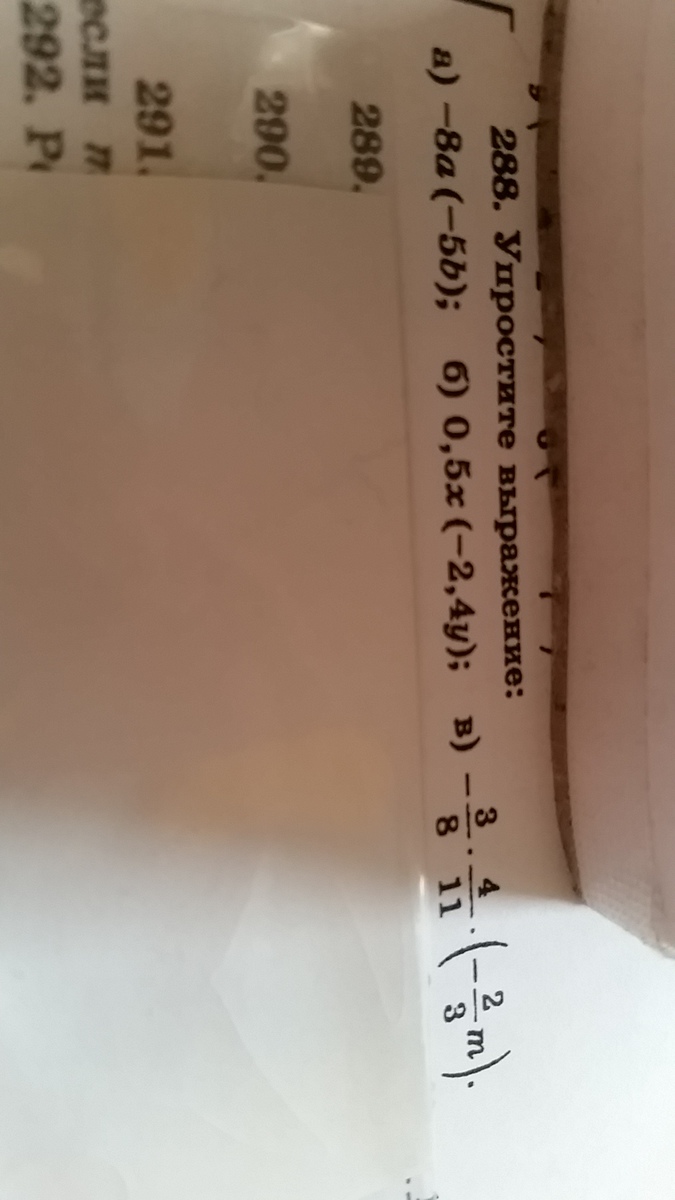 288. Упростите выражение:
а) −8a (−5b); б) 0,5x (−2,4y); в) −3/8 · 4/11 · (−2/3 m).
289.
290.
291.
если
292.